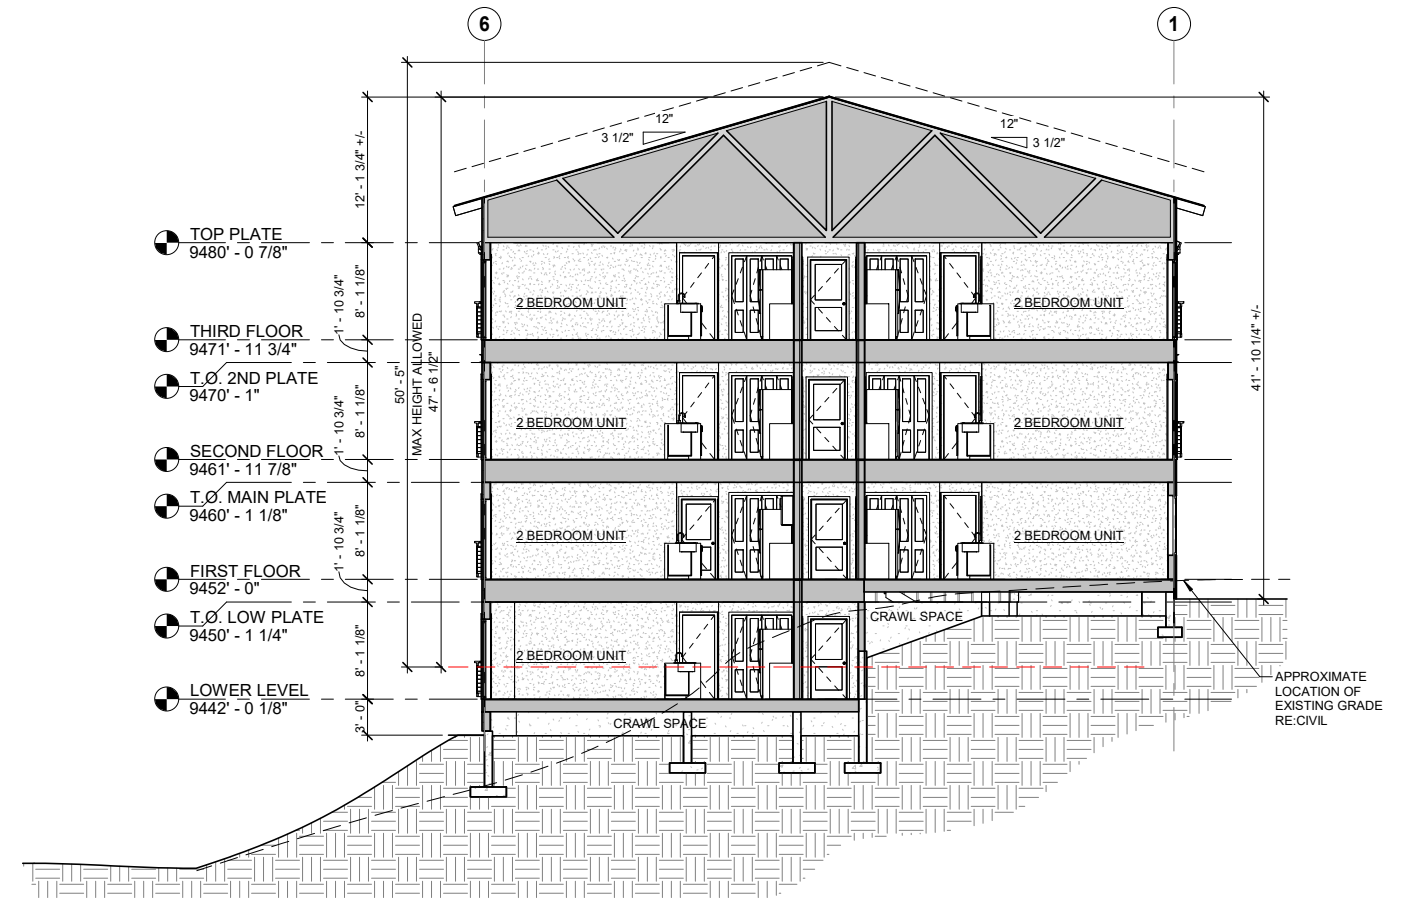 6
1
12"
3 1/2"
12"
3 1/2"
12' - 1 3/4" +/-
TOP PLATE
9480' - 0 7/8"
8' - 1 1/8"
1' - 10 3/4"
2 BEDROOM UNIT
2 BEDROOM UNIT
THIRD FLOOR
9471' - 11 3/4"
50' - 5"
MAX HEIGHT ALLOWED
47' - 6 1/2"
41' - 10 1/4" +/-
T.O. 2ND PLATE
9470' - 1"
8' - 1 1/8"
1' - 10 3/4"
2 BEDROOM UNIT
2 BEDROOM UNIT
SECOND FLOOR
9461' - 11 7/8"
T.O. MAIN PLATE
9460' - 1 1/8"
8' - 1 1/8"
1' - 10 3/4"
2 BEDROOM UNIT
2 BEDROOM UNIT
FIRST FLOOR
9452' - 0"
T.O. LOW PLATE
9450' - 1 1/4"
CRAWL SPACE
8' - 1 1/8"
2 BEDROOM UNIT
APPROXIMATE
LOCATION OF
EXISTING GRADE
RE:CIVIL
LOWER LEVEL
9442' - 0 1/8"
3' - 0"
CRAWL SPACE